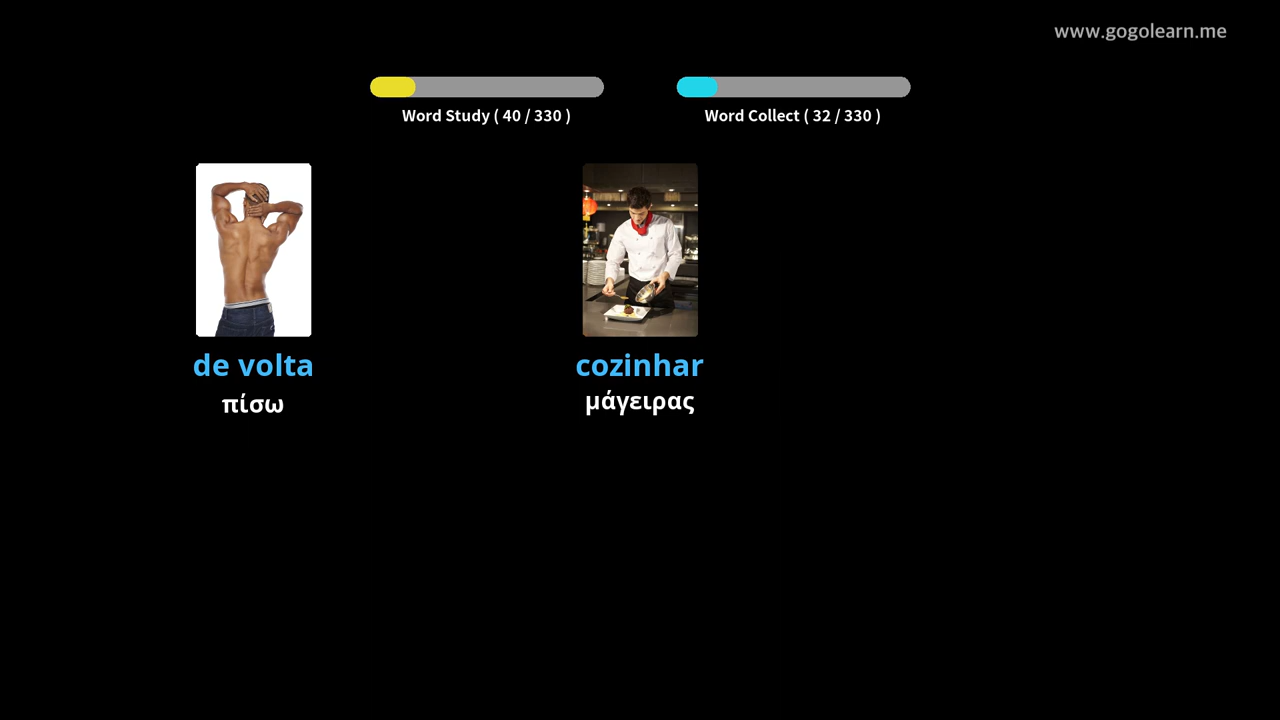 www.gogolearn.me
Word Study ( 40 / 330 )
Word Collect ( 32 / 330 )
de volta
πίσω
cozinhar
μάγειρας